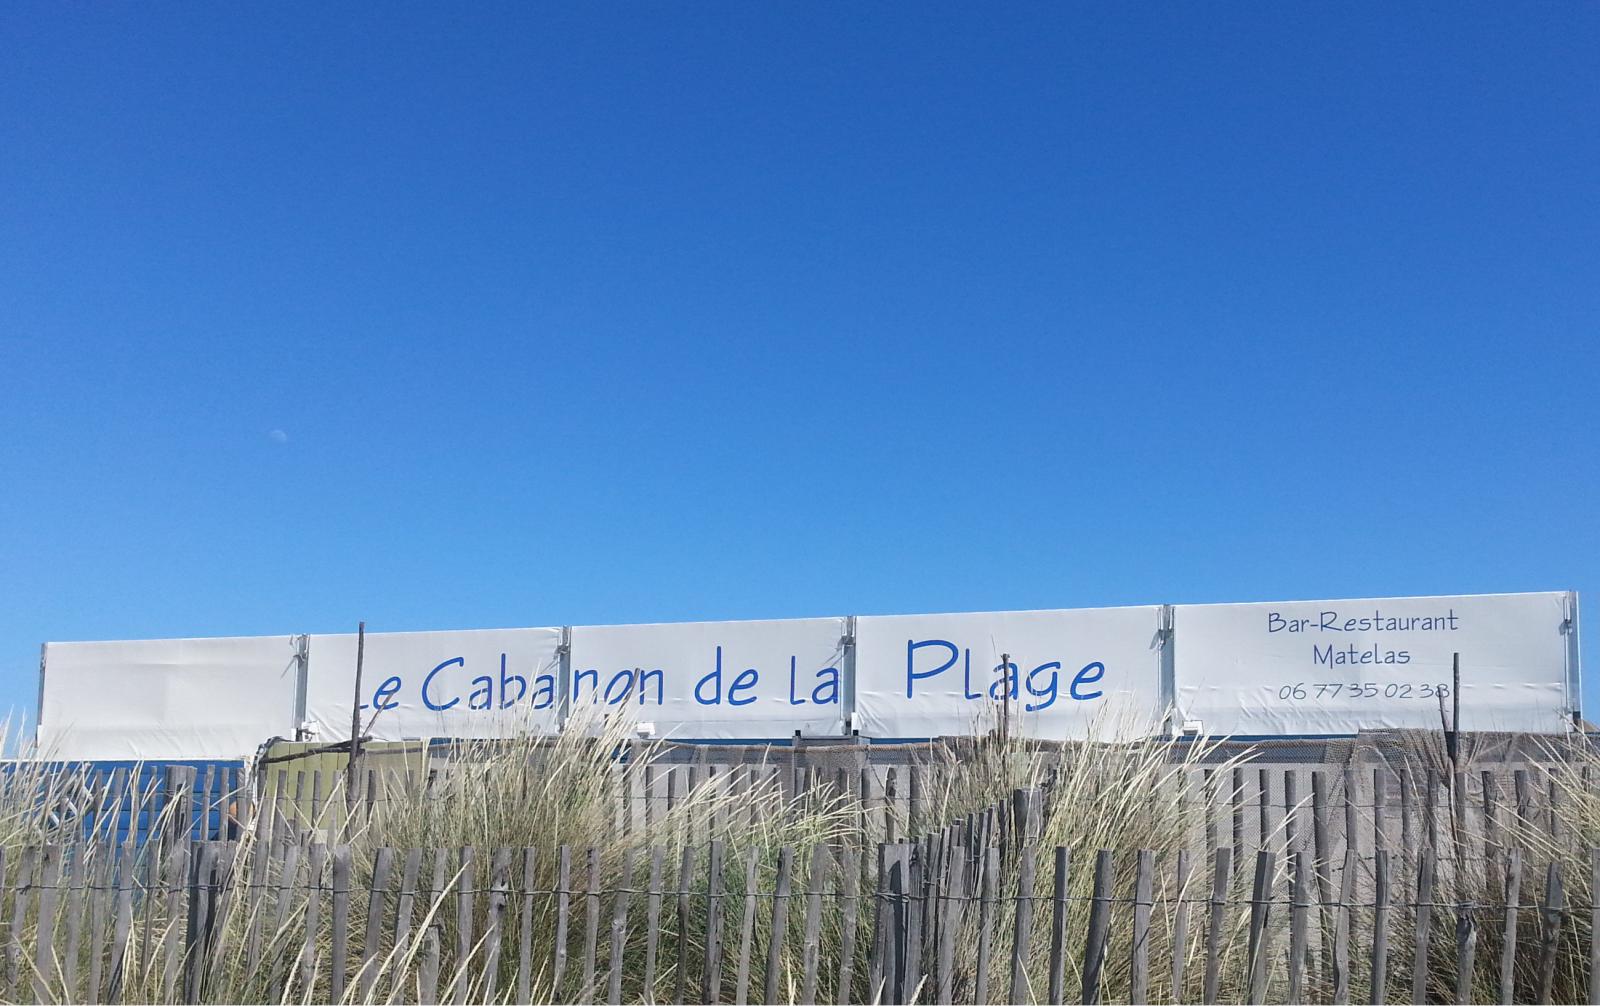 Le Cabanon de la Plage
Bar-Restaurant
Matelas
06 77 35 02 38